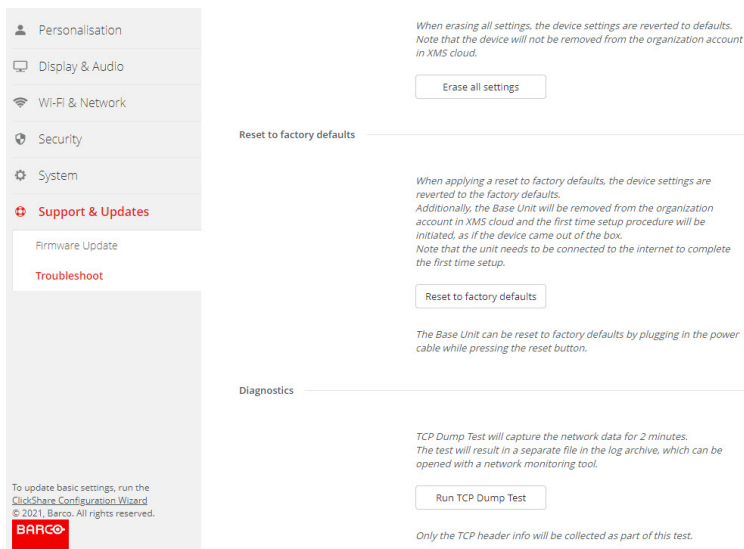 Personalisation
Display & Audio
Wi-Fi & Network
Security
System
Support & Updates
Firmware Update
Troubleshoot
To update basic settings, run the
ClickShare Configuration Wizard
© 2021, Barco. All rights reserved.
BARCO
When erasing all settings, the device settings are reverted to defaults.
Note that the device will not be removed from the organization account
in XMS cloud.
Erase all settings
Reset to factory defaults
When applying a reset to factory defaults, the device settings are
reverted to the factory defaults.
Additionally, the Base Unit will be removed from the organization
account in XMS cloud and the first time setup procedure will be
initiated, as if the device came out of the box.
Note that the unit needs to be connected to the internet to complete
the first time setup.
Reset to factory defaults
The Base Unit can be reset to factory defaults by plugging in the power
cable while pressing the reset button.
Diagnostics
TCP Dump Test will capture the network data for 2 minutes.
The test will result in a separate file in the log archive, which can be
opened with a network monitoring tool.
Run TCP Dump Test
Only the TCP header info will be collected as part of this test.